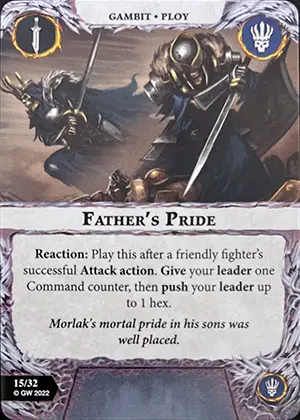 GAMBIT • PLOY
FATHER'S PRIDE
Reaction: Play this after a friendly fighter's
successful Attack action. Give your leader one
Command counter, then push your leader up
to 1 hex.
Morlak's mortal pride in his sons was
well placed.
15/32
© GW 2022